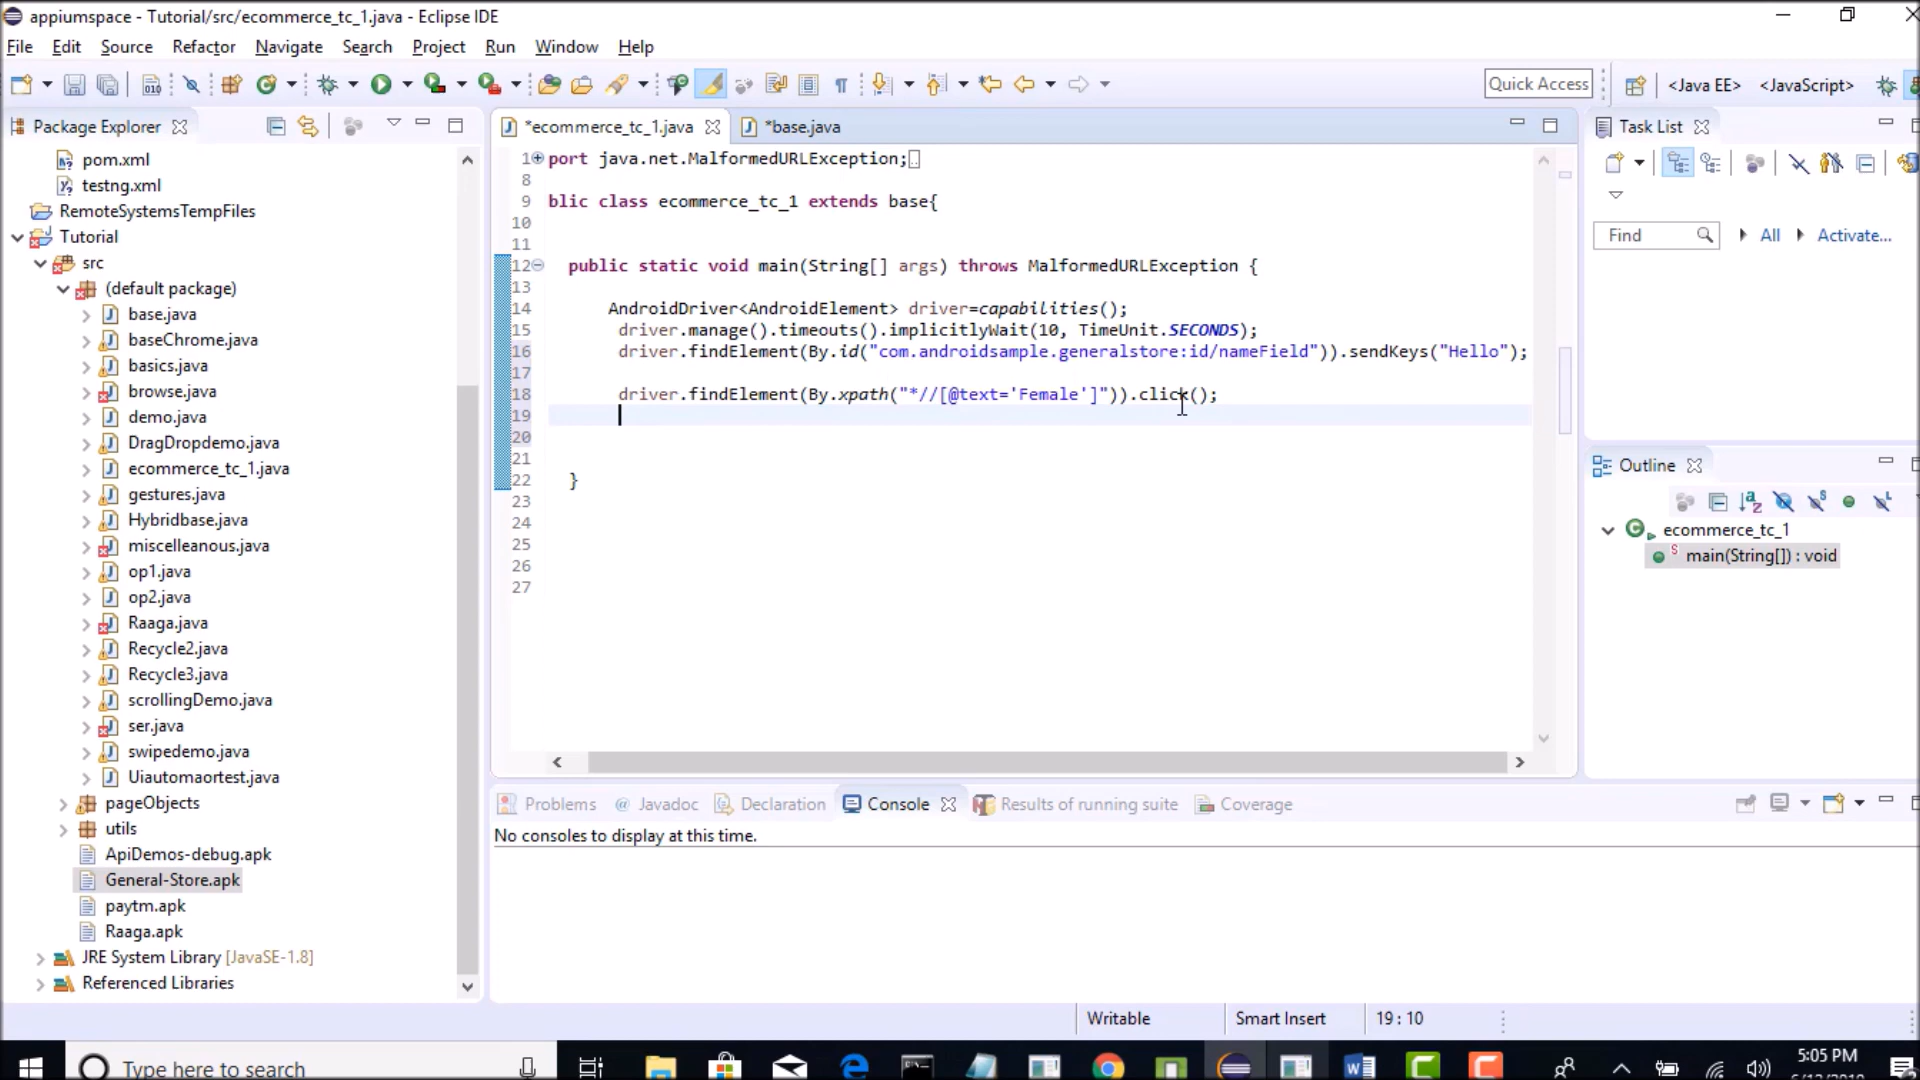 appiumspace - Tutorial/src/ecommerce_tc_1.java - Eclipse IDE
File Edit Source Refactor Navigate Search Project Run Window Help
Quick Access <Java EE> <JavaScript>
Package Explorer
pom.xml
testng.xml
RemoteSystemsTempFiles
Tutorial
src
(default package)
base.java
baseChrome.java
basics.java
browse.java
demo.java
DragDropdemo.java
ecommerce_tc_1.java
gestures.java
Hybridbase.java
miscelleanous.java
op1.java
op2.java
Raaga.java
Recycle2.java
Recycle3.java
scrollingDemo.java
ser.java
swipedemo.java
Uiautomaortest.java
pageObjects
utils
ApiDemos-debug.apk
General-Store.apk
paytm.apk
Raaga.apk
JRE System Library [JavaSE-1.8]
Referenced Libraries
*ecommerce_tc_1.java *base.java
1 port java.net.MalformedURLException;
8
9 blic class ecommerce_tc_1 extends base{
10
11
12 public static void main(String[] args) throws MalformedURLException {
13
14 AndroidDriver<AndroidElement> driver=capabilities();
15 driver.manage().timeouts().implicitlyWait(10, TimeUnit.SECONDS);
16 driver.findElement(By.id("com.androidsample.generalstore:id/nameField")).sendKeys("Hello");
17
18 driver.findElement(By.xpath("*//[@text='Female']")).click();
19
20
21
22 }
23
24
25
26
27
Task List
Find All Activate...
Outline
ecommerce_tc_1
main(String[]) : void
Problems @ Javadoc Declaration Console Results of running suite Coverage
No consoles to display at this time.
Writable Smart Insert 19 : 10
Type here to search
5:05 PM